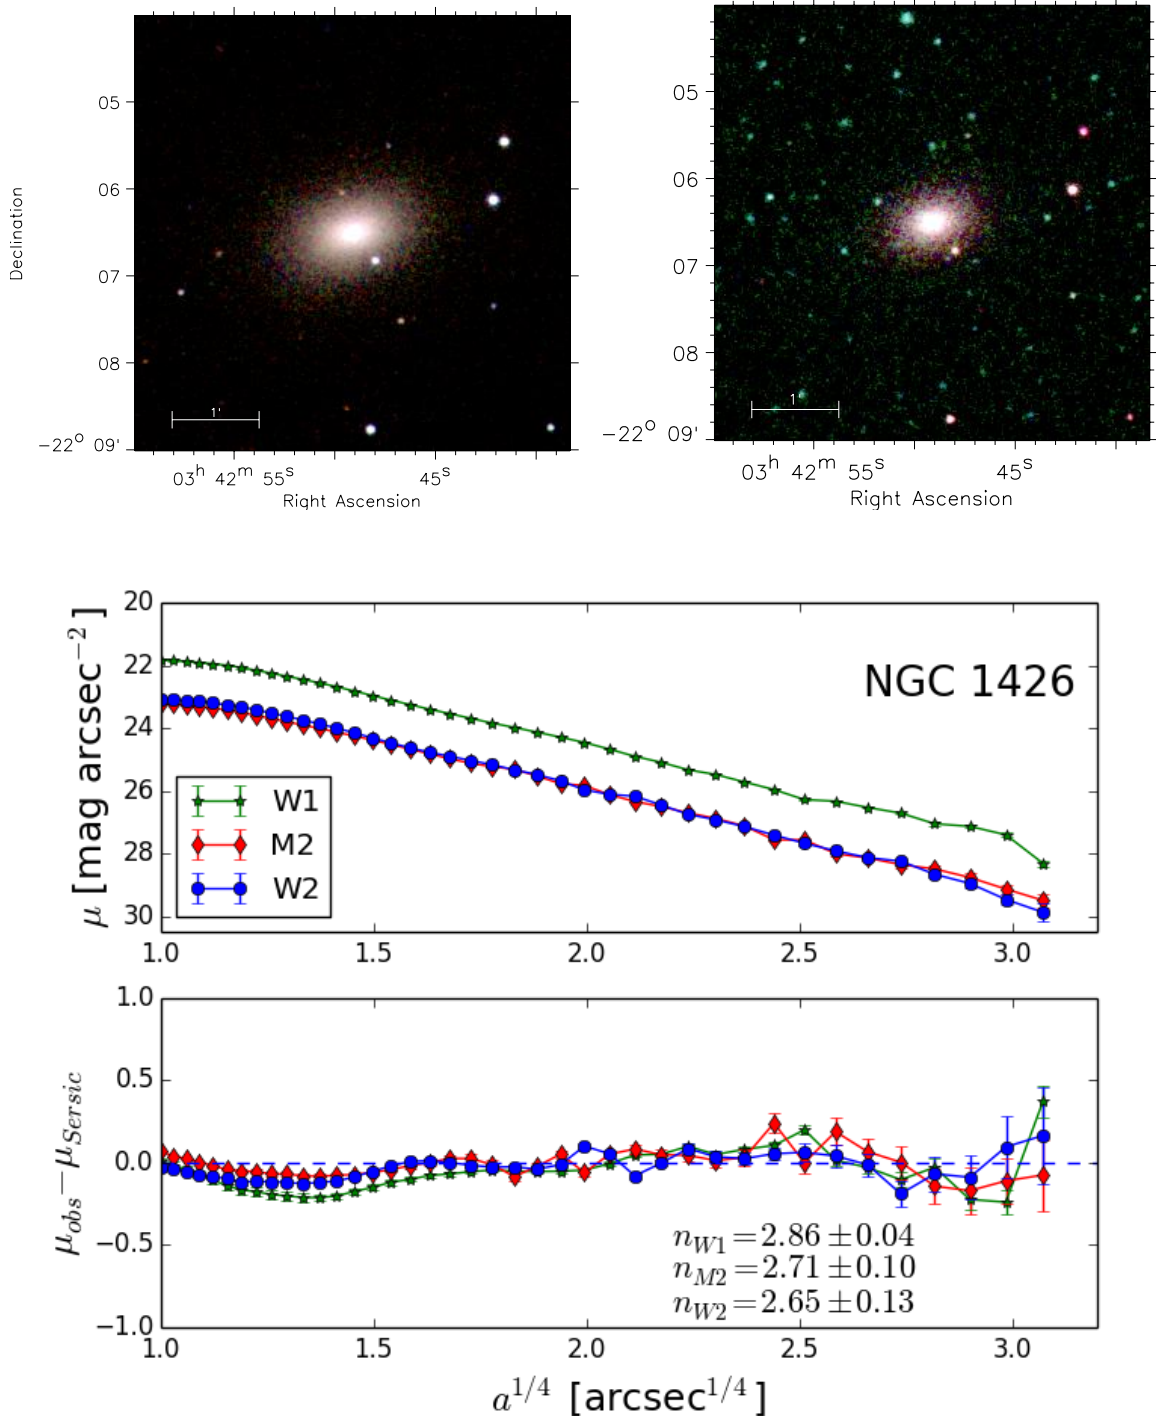 05
06
07
08
−22° 09'
Declination
1'
03h 42m 55s 45s
Right Ascension
05
06
07
08
−22° 09'
1'
03h 42m 55s 45s
Right Ascension
20
22
24
26
28
30
μ [mag arcsec−2]
NGC 1426
W1
M2
W2
1.0 1.5 2.0 2.5 3.0
1.0
0.5
0.0
−0.5
−1.0
μobs−μSersic
nW1=2.86±0.04
nM2=2.71±0.10
nW2=2.65±0.13
1.0 1.5 2.0 2.5 3.0
a1/4 [arcsec1/4]